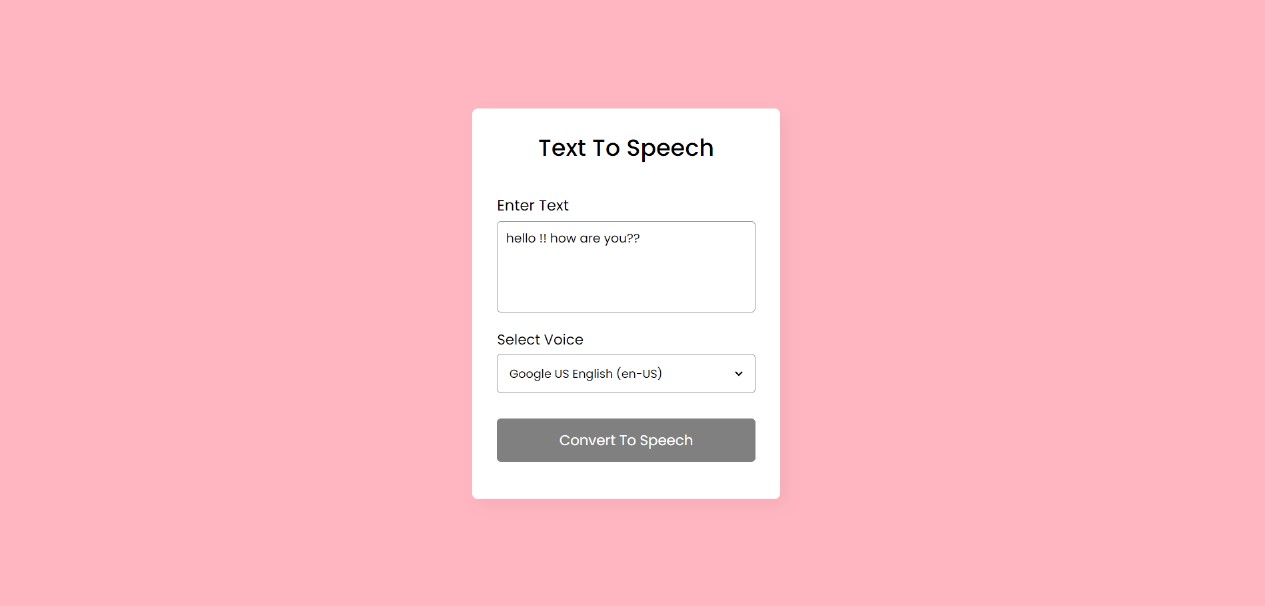 Text To Speech
Enter Text
hello !! how are you??
Select Voice
Google US English (en-US)
Convert To Speech